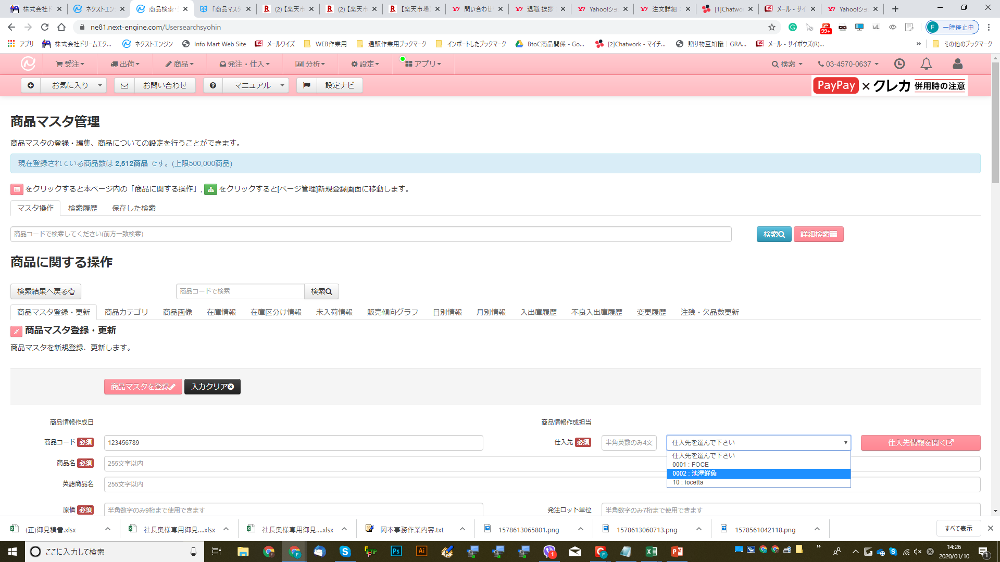 株式会社ド
ネクストエン
商品検索・
「商品マスタ
(2)【楽天市
(2)【楽天市
【楽天市場】
問い合わせ
退職 挨拶
Yahoo!ショ
注文詳細
[1]Chatwo
メール - サイ
Yahoo!ショ
ne81.next-engine.com/Usersearchsyohin
99+
F 一時停止中
アプリ
株式会社ドリームエク...
ネクストエンジン
Info Mart Web Site
メールワイズ
WEB作業用
通販作業用ブックマーク
インポートしたブックマーク
BtoC商品関係 - Go...
[2]Chatwork - マイチ...
贈り物豆知識｜GRA...
メール - サイボウズ(R)...
»
その他のブックマーク
受注
出荷
商品
発注・仕入
分析
設定
アプリ
検索
03-4570-0637
お気に入り
お問い合わせ
マニュアル
設定ナビ
PayPay×クレカ 併用時の注意
商品マスタ管理
商品マスタの登録・編集、商品についての設定を行うことができます。
現在登録されている商品数は 2,512商品 です。(上限500,000商品)
をクリックすると本ページ内の「商品に関する操作」, をクリックすると[ページ管理]新規登録画面に移動します。
マスタ操作
検索履歴
保存した検索
商品コードで検索してください(前方一致検索)
検索
詳細検索
商品に関する操作
検索結果へ戻る
商品コードで検索
検索
商品マスタ登録・更新
商品カテゴリ
商品画像
在庫情報
在庫区分け情報
未入荷情報
販売傾向グラフ
日別情報
月別情報
入出庫履歴
不良入出庫履歴
変更履歴
注残・欠品数更新
商品マスタ登録・更新
商品マスタを新規登録、更新します。
商品マスタを登録
入力クリア
商品情報作成日
商品情報作成担当
商品コード 必須
123456789
仕入先 必須
半角英数のみ4文
仕入先を選んで下さい
仕入先情報を開く
仕入先を選んで下さい
0001 : FOCE
0002 : 池澤鮮魚
10 : focetta
商品名 必須
255文字以内
英語商品名
255文字以内
原価 必須
半角数字のみ9桁まで使用できます
発注ロット単位
半角数字のみ7桁まで使用できます
(正)御見積書.xlsx
社長奥様専用御見....xlsx
社長奥様専用御見....xlsx
岡本事務作業内容.txt
1578613065801.png
1578613060713.png
1578561042118.png
すべて表示
ここに入力して検索
14:26
2020/01/10